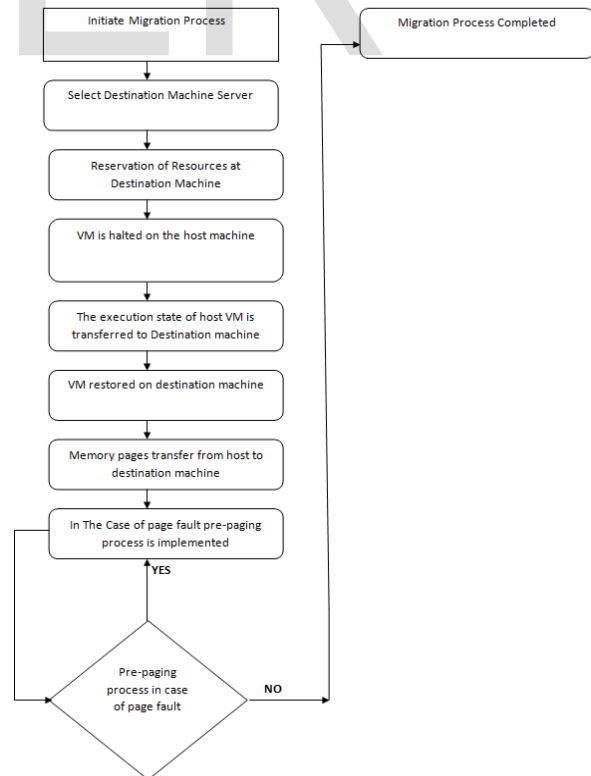 Initiate Migration Process
Select Destination Machine Server
Reservation of Resources at
Destination Machine
VM is halted on the host machine
The execution state of host VM is
transferred to Destination machine
VM restored on destination machine
Memory pages transfer from host to
destination machine
In The Case of page fault pre-paging
process is implemented
YES
Pre-paging
process in case
of page fault
NO
Migration Process Completed